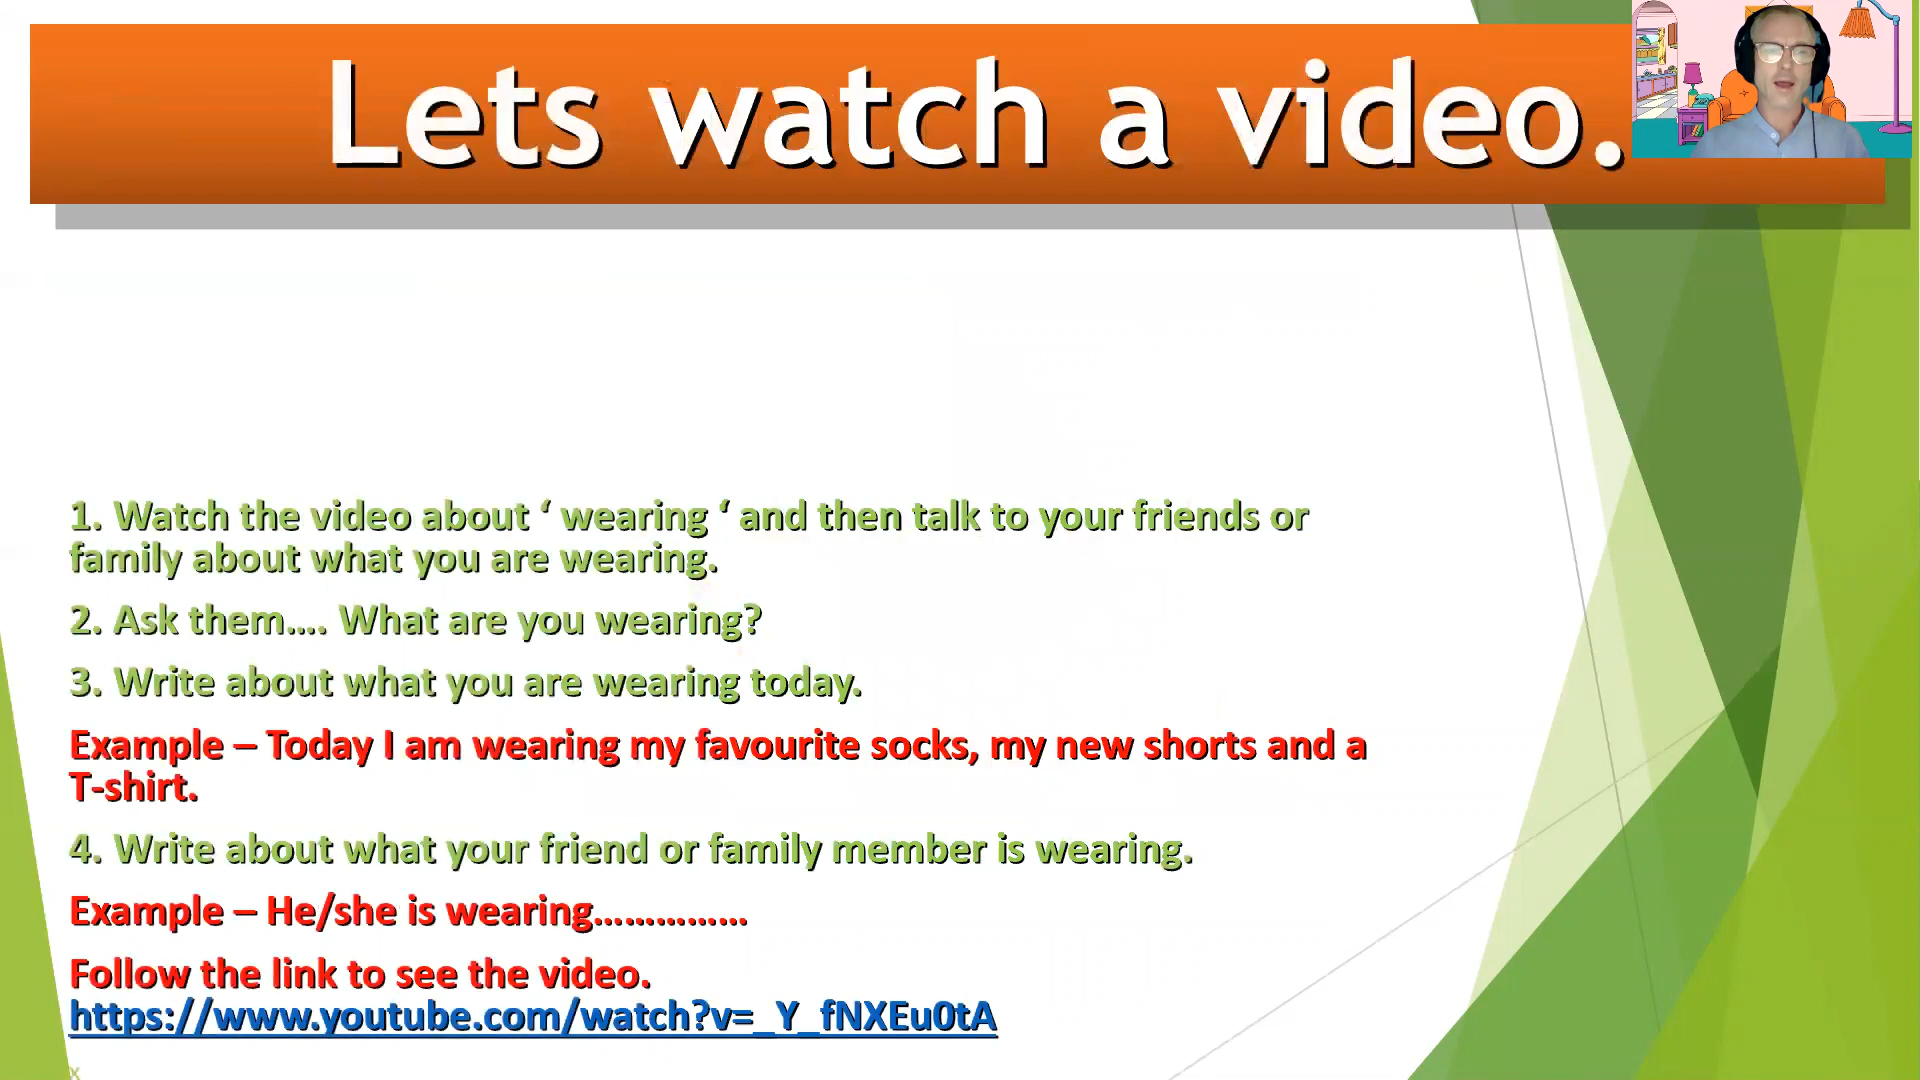 Lets watch a video.
1. Watch the video about ‘ wearing ‘ and then talk to your friends or
family about what you are wearing.
2. Ask them…. What are you wearing?
3. Write about what you are wearing today.
Example – Today I am wearing my favourite socks, my new shorts and a
T-shirt.
4. Write about what your friend or family member is wearing.
Example – He/she is wearing……………
Follow the link to see the video.
https://www.youtube.com/watch?v=_Y_fNXEu0tA
x